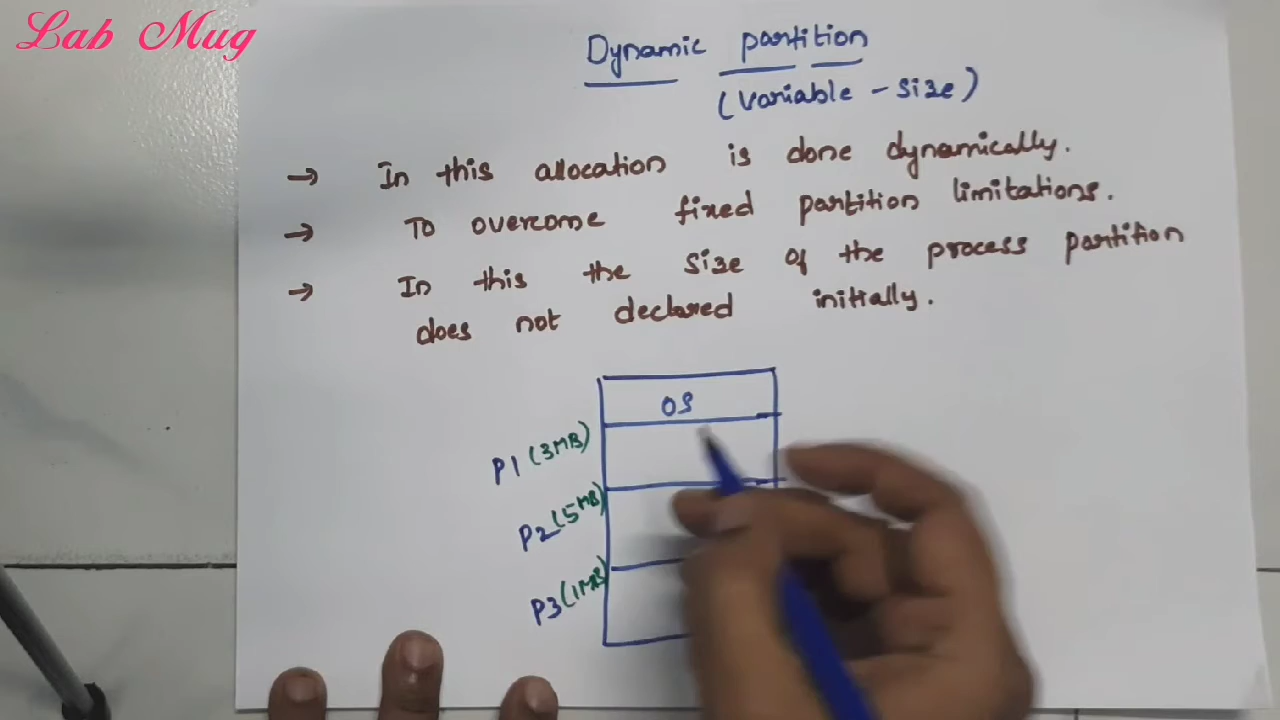 Lab Mug
Dynamic partition
(variable - size)
→ In this allocation is done dynamically.
→ To overcome fixed partition limitations.
→ In this the size of the process partition
does not declared initially.
OS
P1 (3MB)
P2 (5MB)
P3 (1MB)